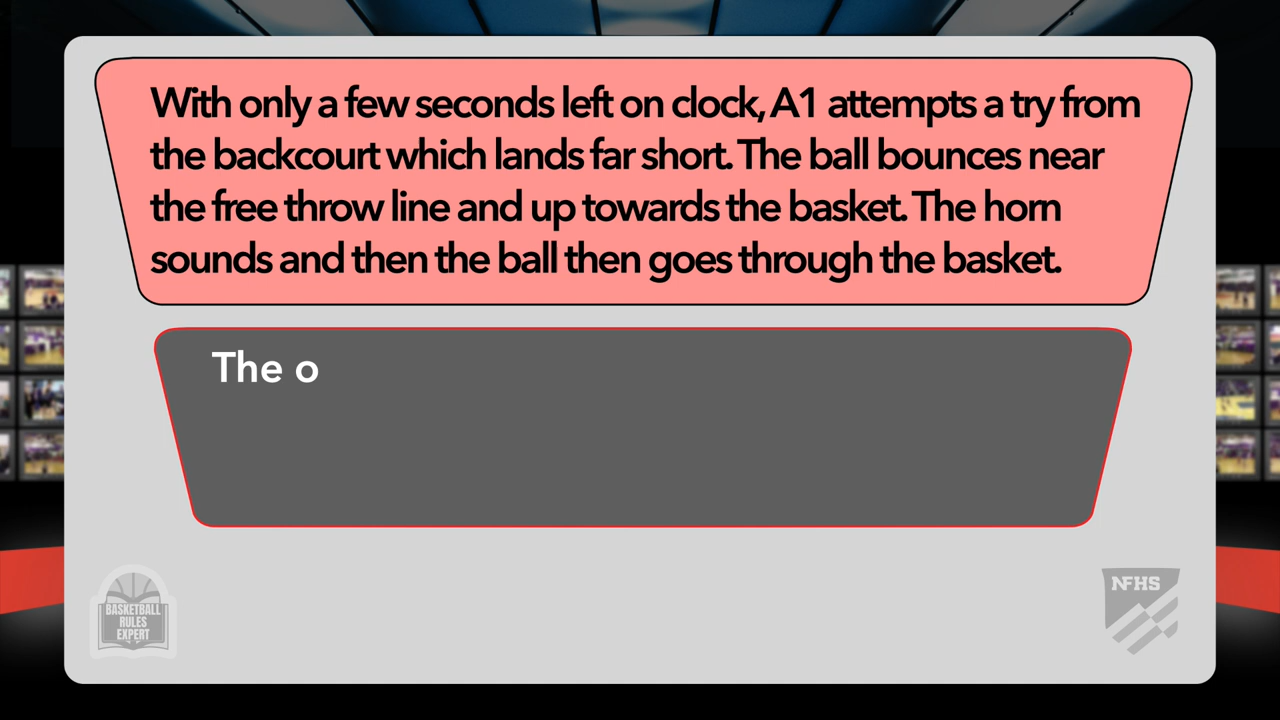 With only a few seconds left on clock, A1 attempts a try from
the backcourt which lands far short. The ball bounces near
the free throw line and up towards the basket. The horn
sounds and then the ball then goes through the basket.
The o
BASKETBALL
RULES
EXPERT
NFHS